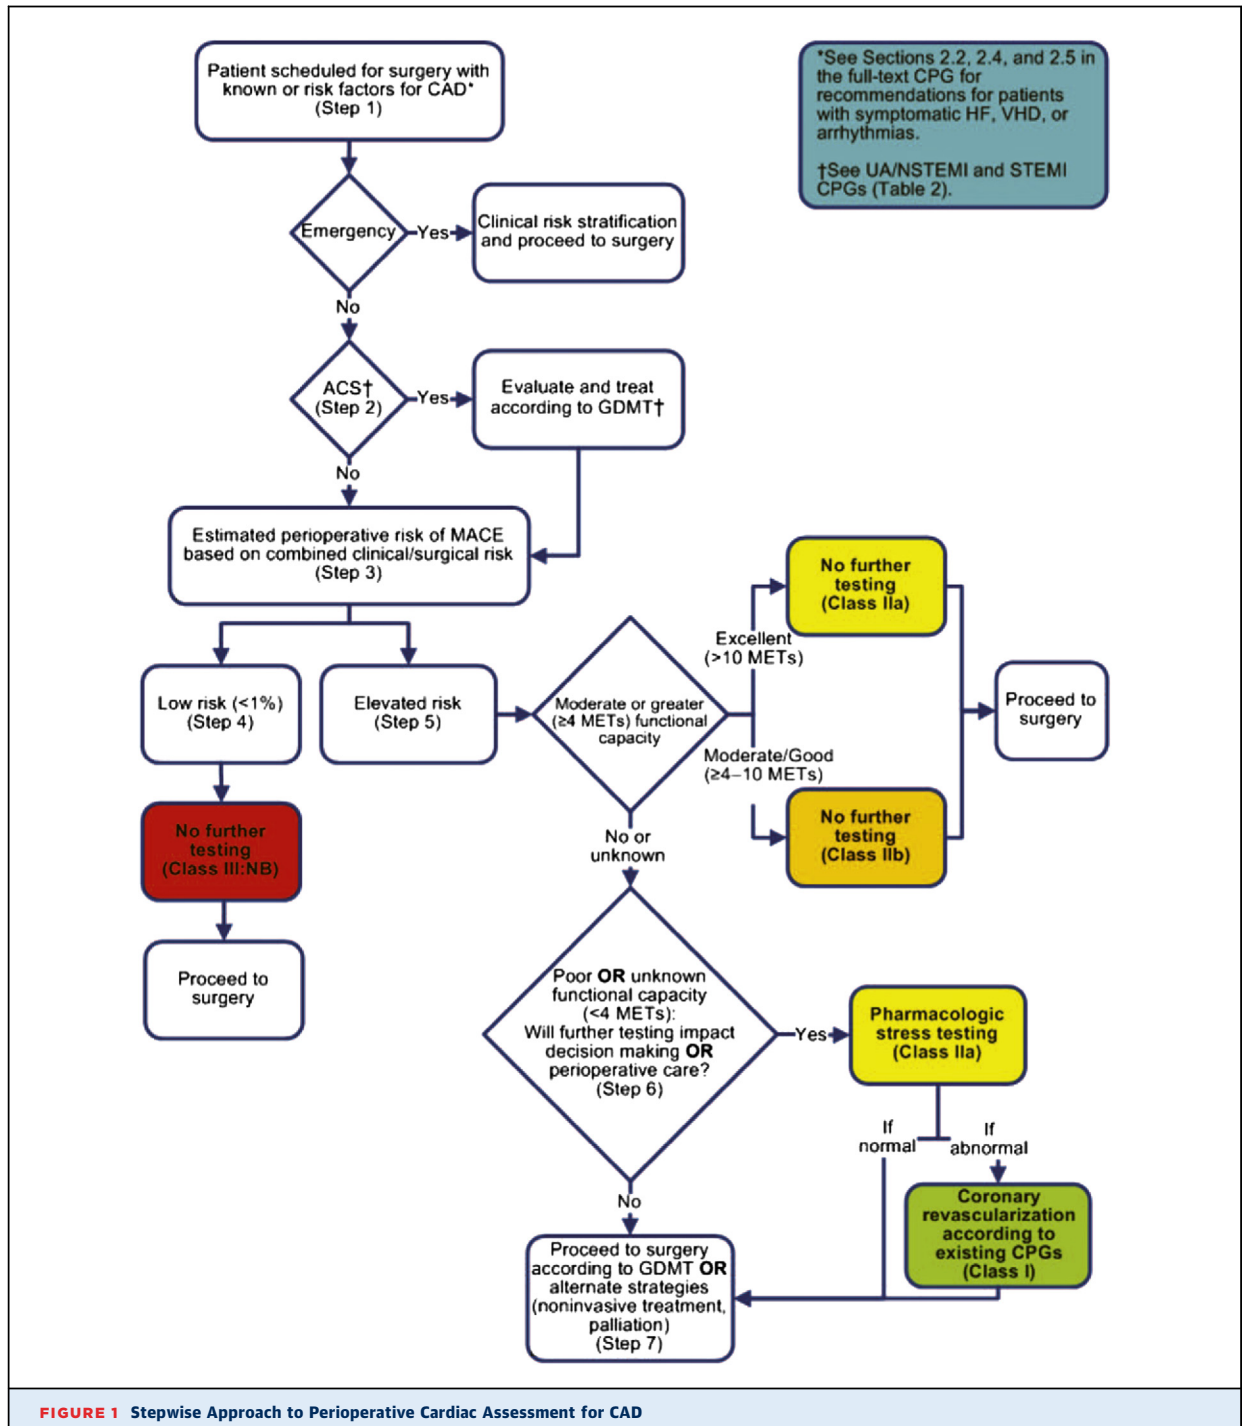 Patient scheduled for surgery with
known or risk factors for CAD*
(Step 1)
*See Sections 2.2, 2.4, and 2.5 in
the full-text CPG for
recommendations for patients
with symptomatic HF, VHD, or
arrhythmias.
†See UA/NSTEMI and STEMI
CPGs (Table 2).
Emergency
Yes
Clinical risk stratification
and proceed to surgery
No
ACS†
(Step 2)
Yes
Evaluate and treat
according to GDMT†
No
Estimated perioperative risk of MACE
based on combined clinical/surgical risk
(Step 3)
Low risk (<1%)
(Step 4)
Elevated risk
(Step 5)
Moderate or greater
(≥4 METs) functional
capacity
Excellent
(>10 METs)
No further
testing
(Class IIa)
Moderate/Good
(≥4–10 METs)
No further
testing
(Class IIb)
Proceed to
surgery
No further
testing
(Class III:NB)
Proceed to
surgery
No or
unknown
Poor OR unknown
functional capacity
(<4 METs):
Will further testing impact
decision making OR
perioperative care?
(Step 6)
Yes
Pharmacologic
stress testing
(Class IIa)
If
normal
If
abnormal
Coronary
revascularization
according to
existing CPGs
(Class I)
No
Proceed to surgery
according to GDMT OR
alternate strategies
(noninvasive treatment,
palliation)
(Step 7)
FIGURE 1 Stepwise Approach to Perioperative Cardiac Assessment for CAD